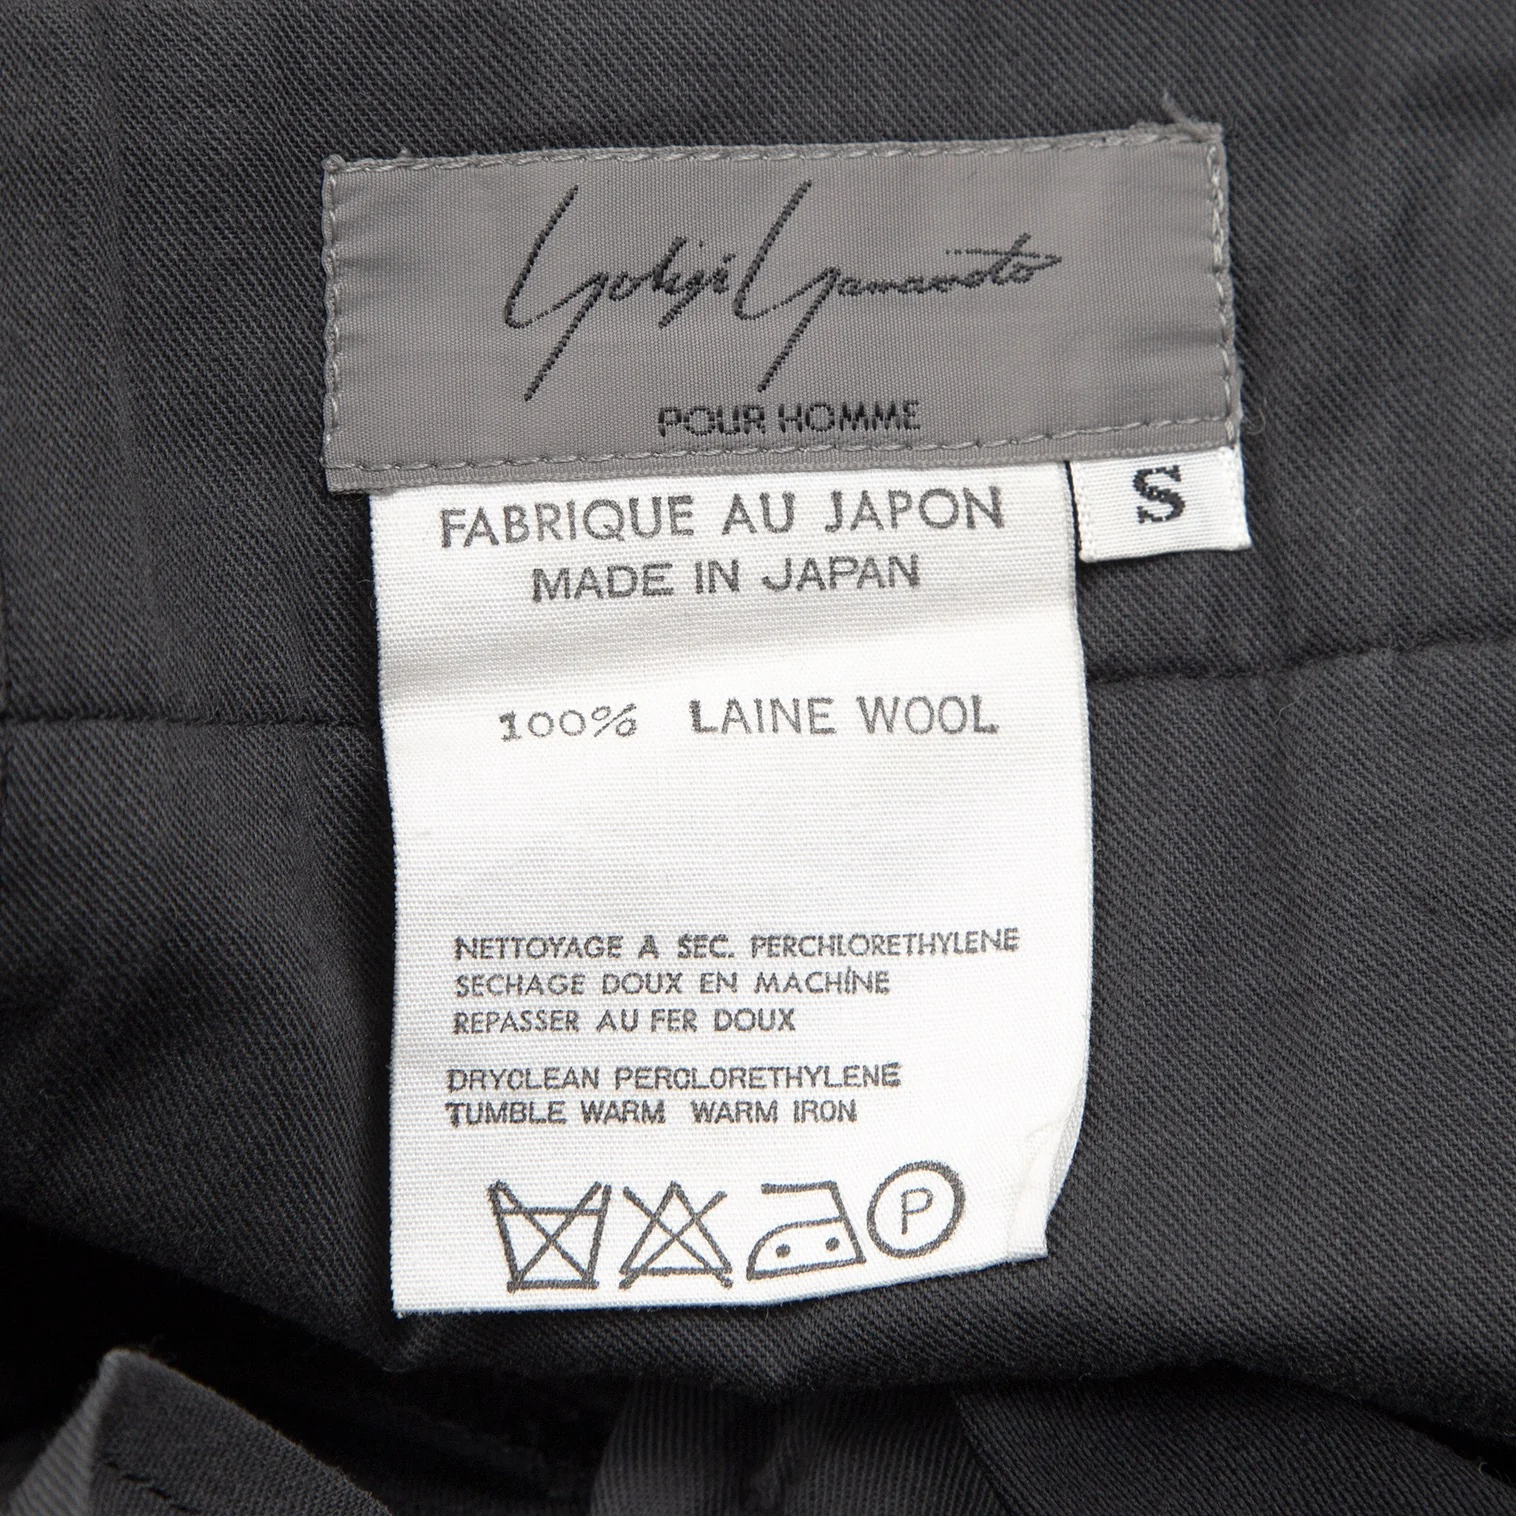 Yohji Yamamoto
POUR HOMME
S
FABRIQUE AU JAPON
MADE IN JAPAN
100% LAINE WOOL
NETTOYAGE A SEC. PERCHLORETHYLENE
SECHAGE DOUX EN MACHINE
REPASSER AU FER DOUX
DRYCLEAN PERCLORETHYLENE
TUMBLE WARM WARM IRON
P